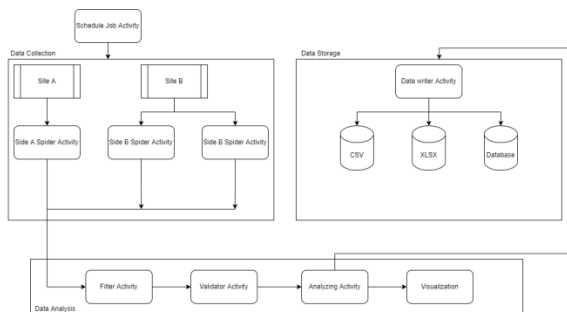 Schedule Job Activity
Data Collection
Data Storage
Site A
Site B
Data writer Activity
Side A Spider Activity
Side B Spider Activity
Side B Spider Activity
CSV
XLSX
Database
Filter Activity
Validator Activity
Analyzing Activity
Visualization
Data Analysis